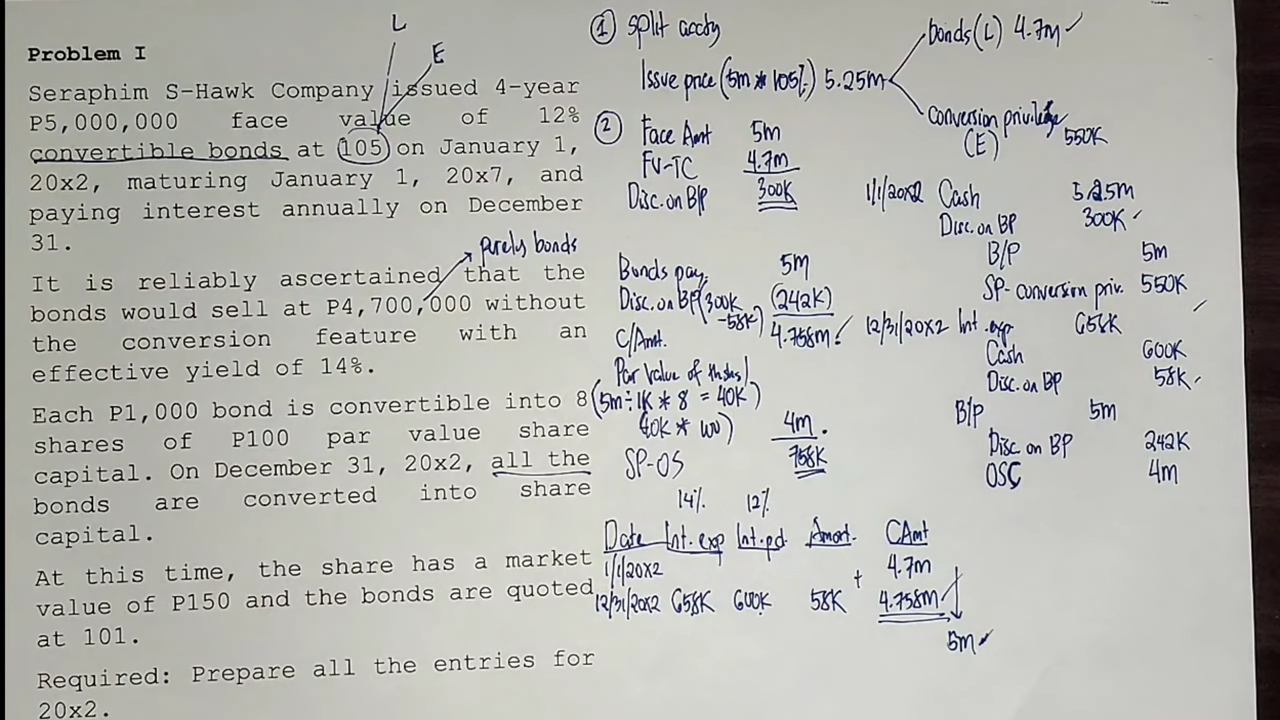 L
E
Problem I
Seraphim S-Hawk Company issued 4-year
P5,000,000 face value of 12%
convertible bonds at 105 on January 1,
20x2, maturing January 1, 20x7, and
paying interest annually on December
31.
purely bonds
It is reliably ascertained that the
bonds would sell at P4,700,000 without
the conversion feature with an
effective yield of 14%.
Each P1,000 bond is convertible into 8
shares of P100 par value share
capital. On December 31, 20x2, all the
bonds are converted into share
capital.
At this time, the share has a market
value of P150 and the bonds are quoted
at 101.
Required: Prepare all the entries for
20x2.
① Split acctg
Issue price (5m * 105%) 5.25m
bonds (L) 4.7m ✓
conversion privilege
(E) 550K
② Face Amt 5m
FV-TC 4.7m
Disc. on B/P 300K
Bonds pay. 5m
Disc. on BP (300K (242K)
-58K)
C/Amt. 4.758m ✓
Par Value of th shs
(5m ÷ 1K * 8 = 40K)
40K * 100) 4m.
SP-OS 758K
1/1/20x2 Cash 5.25m
Disc. on BP 300K ✓
B/P 5m
SP- conversion priv. 550K
12/31/20x2 Int. exp 658K
Cash 600K
Disc. on BP 58K
B/P 5m
Disc on BP 242K
OSC 4m
14% 12%
Date Int. exp Int. pd. Amort. CAmt
1/1/20x2 4.7m
12/31/20x2 658K 600K 58K + 4.758m
5m ✓